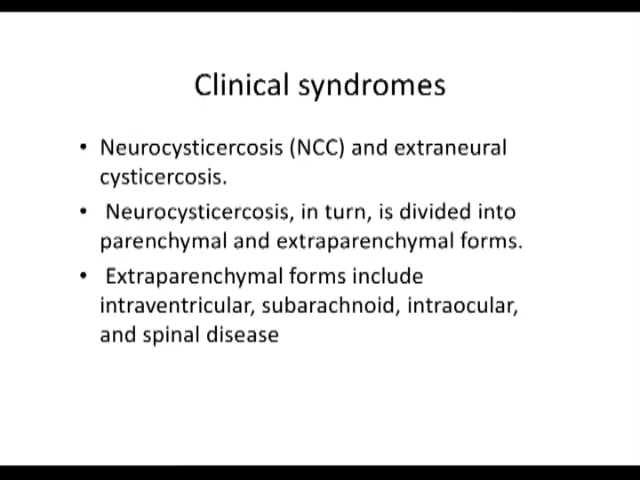 Clinical syndromes
• Neurocysticercosis (NCC) and extraneural
cysticercosis.
• Neurocysticercosis, in turn, is divided into
parenchymal and extraparenchymal forms.
• Extraparenchymal forms include
intraventricular, subarachnoid, intraocular,
and spinal disease